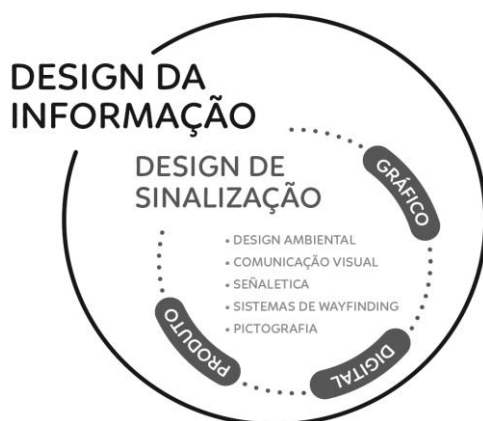 DESIGN DA
INFORMAÇÃO
DESIGN DE
SINALIZAÇÃO
GRÁFICO
• DESIGN AMBIENTAL
• COMUNICAÇÃO VISUAL
• SEÑALETICA
• SISTEMAS DE WAYFINDING
• PICTOGRAFIA
PRODUTO
DIGITAL